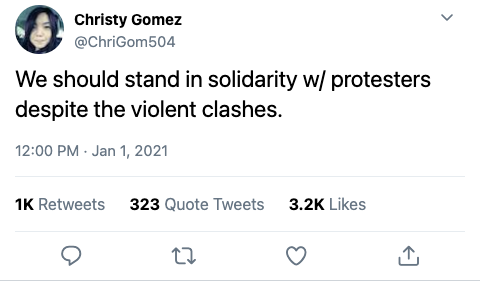 Christy Gomez
@ChriGom504
We should stand in solidarity w/ protesters
despite the violent clashes.
12:00 PM · Jan 1, 2021
1K Retweets 323 Quote Tweets 3.2K Likes